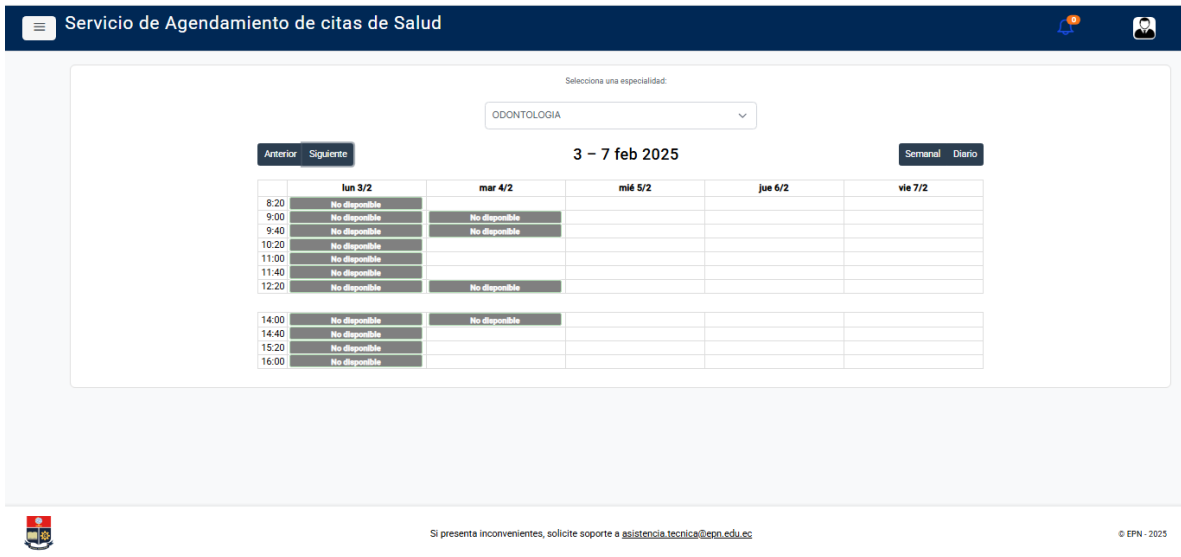 Servicio de Agendamiento de citas de Salud
0
Selecciona una especialidad:
ODONTOLOGIA
Anterior Siguiente 3 – 7 feb 2025 Semanal Diario
lun 3/2 mar 4/2 mié 5/2 jue 6/2 vie 7/2
8:20 No disponible
9:00 No disponible No disponible
9:40 No disponible No disponible
10:20 No disponible
11:00 No disponible
11:40 No disponible
12:20 No disponible No disponible
14:00 No disponible No disponible
14:40 No disponible
15:20 No disponible
16:00 No disponible
Si presenta inconvenientes, solicite soporte a asistencia.tecnica@epn.edu.ec © EPN - 2025